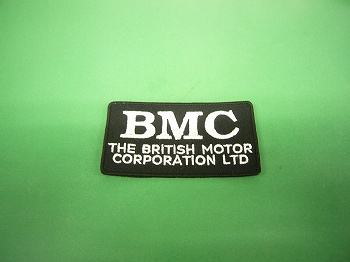 BMC
THE BRITISH MOTOR
CORPORATION LTD